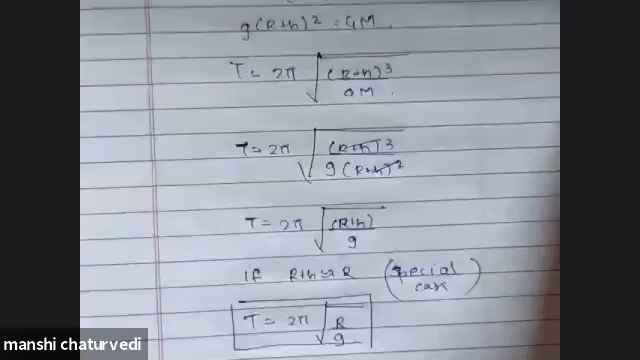 g(R+h)² = GM.
T = 2π √((R+h)³ / GM).
T = 2π √((R+h)³ / g(R+h)²)
T = 2π √((R+h) / g)
if R+h ≈ R (special case)
T = 2π √(R / g)
manshi chaturvedi